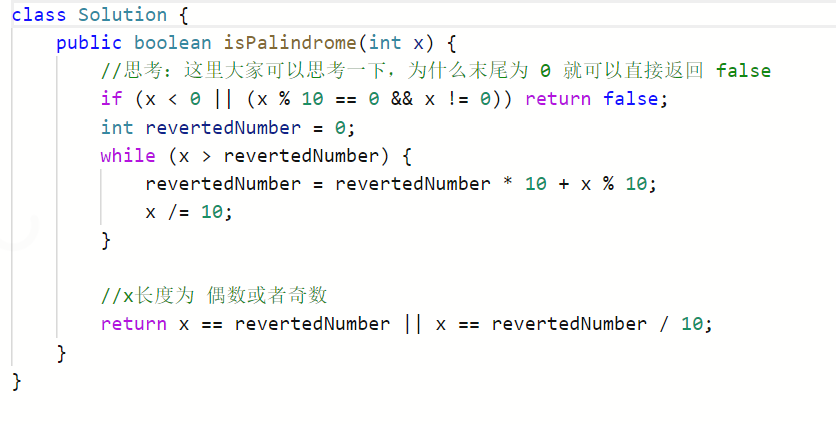 class Solution {
    public boolean isPalindrome(int x) {
        //思考：这里大家可以思考一下，为什么末尾为 0 就可以直接返回 false
        if (x < 0 || (x % 10 == 0 && x != 0)) return false;
        int revertedNumber = 0;
        while (x > revertedNumber) {
            revertedNumber = revertedNumber * 10 + x % 10;
            x /= 10;
        }

        //x长度为 偶数或者奇数
        return x == revertedNumber || x == revertedNumber / 10;
    }
}